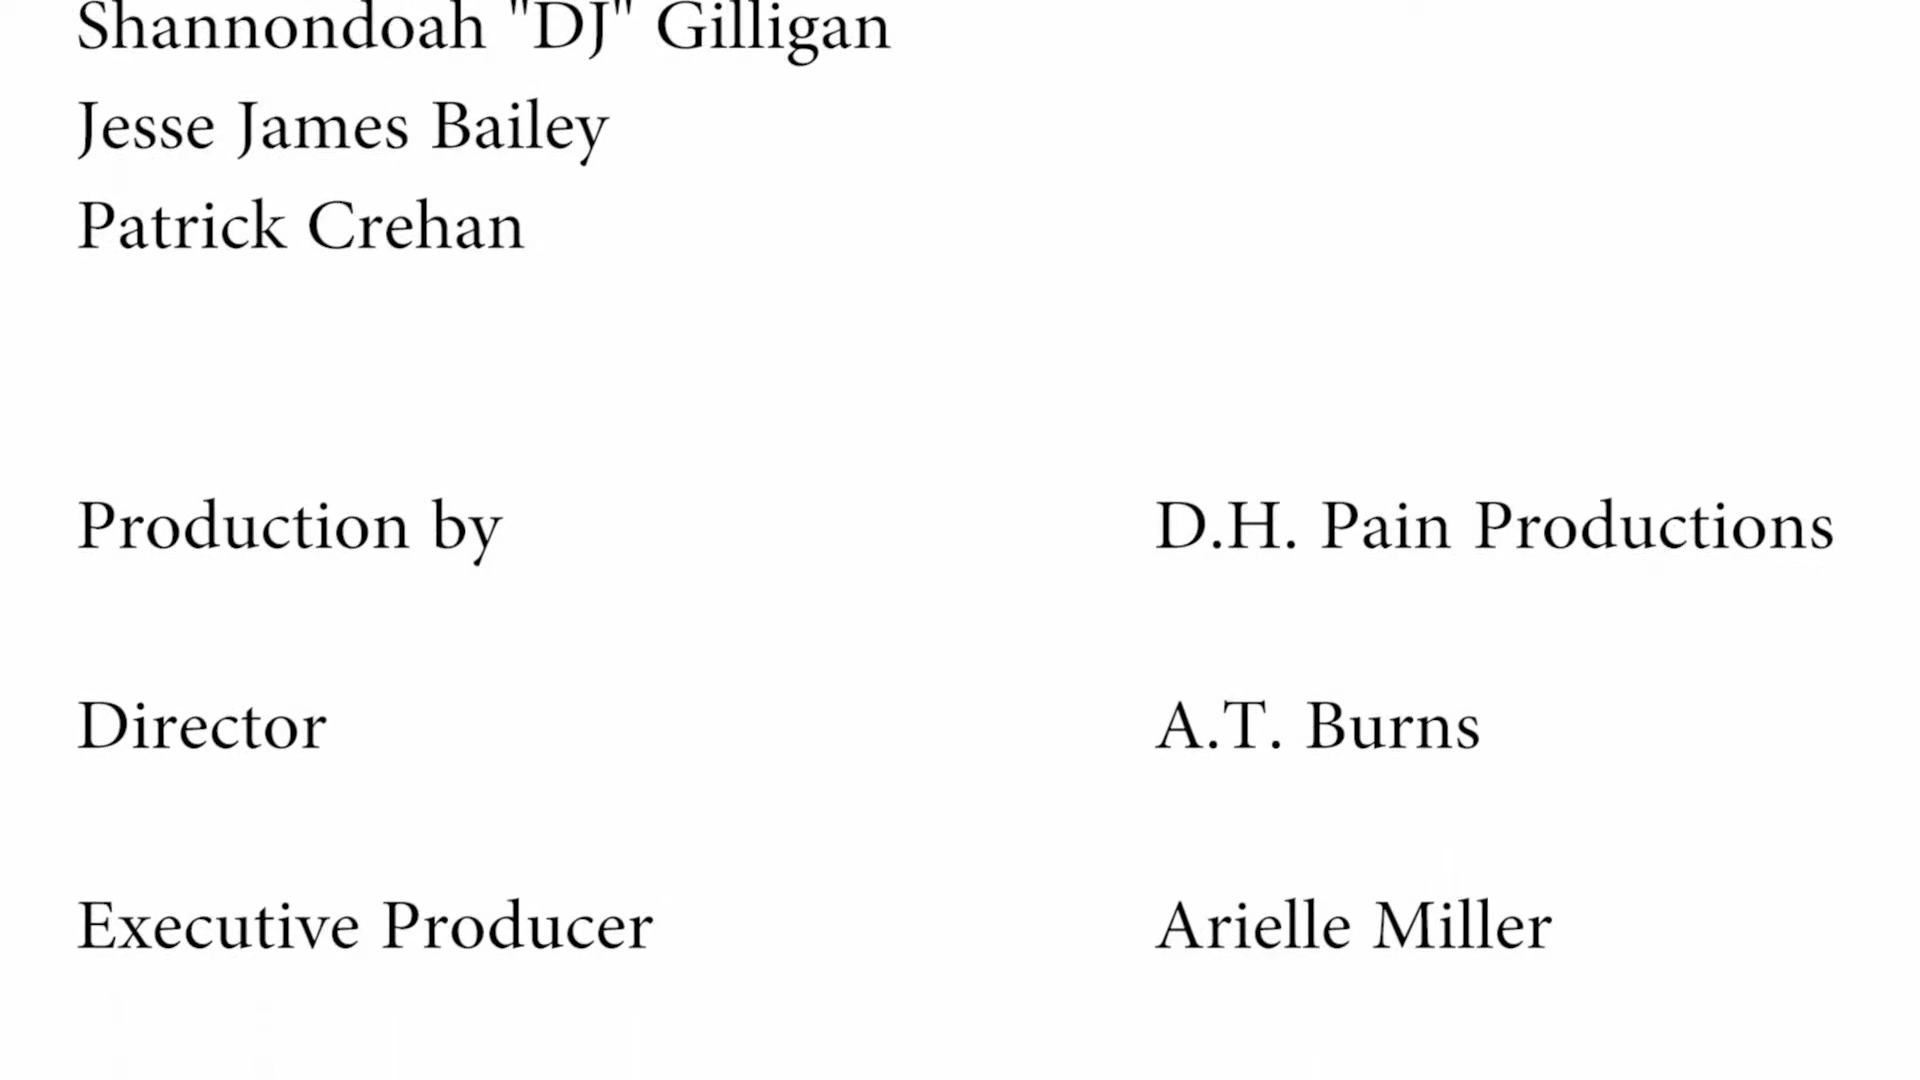 Shannondoah "DJ" Gilligan
Jesse James Bailey
Patrick Crehan
Production by D.H. Pain Productions
Director A.T. Burns
Executive Producer Arielle Miller